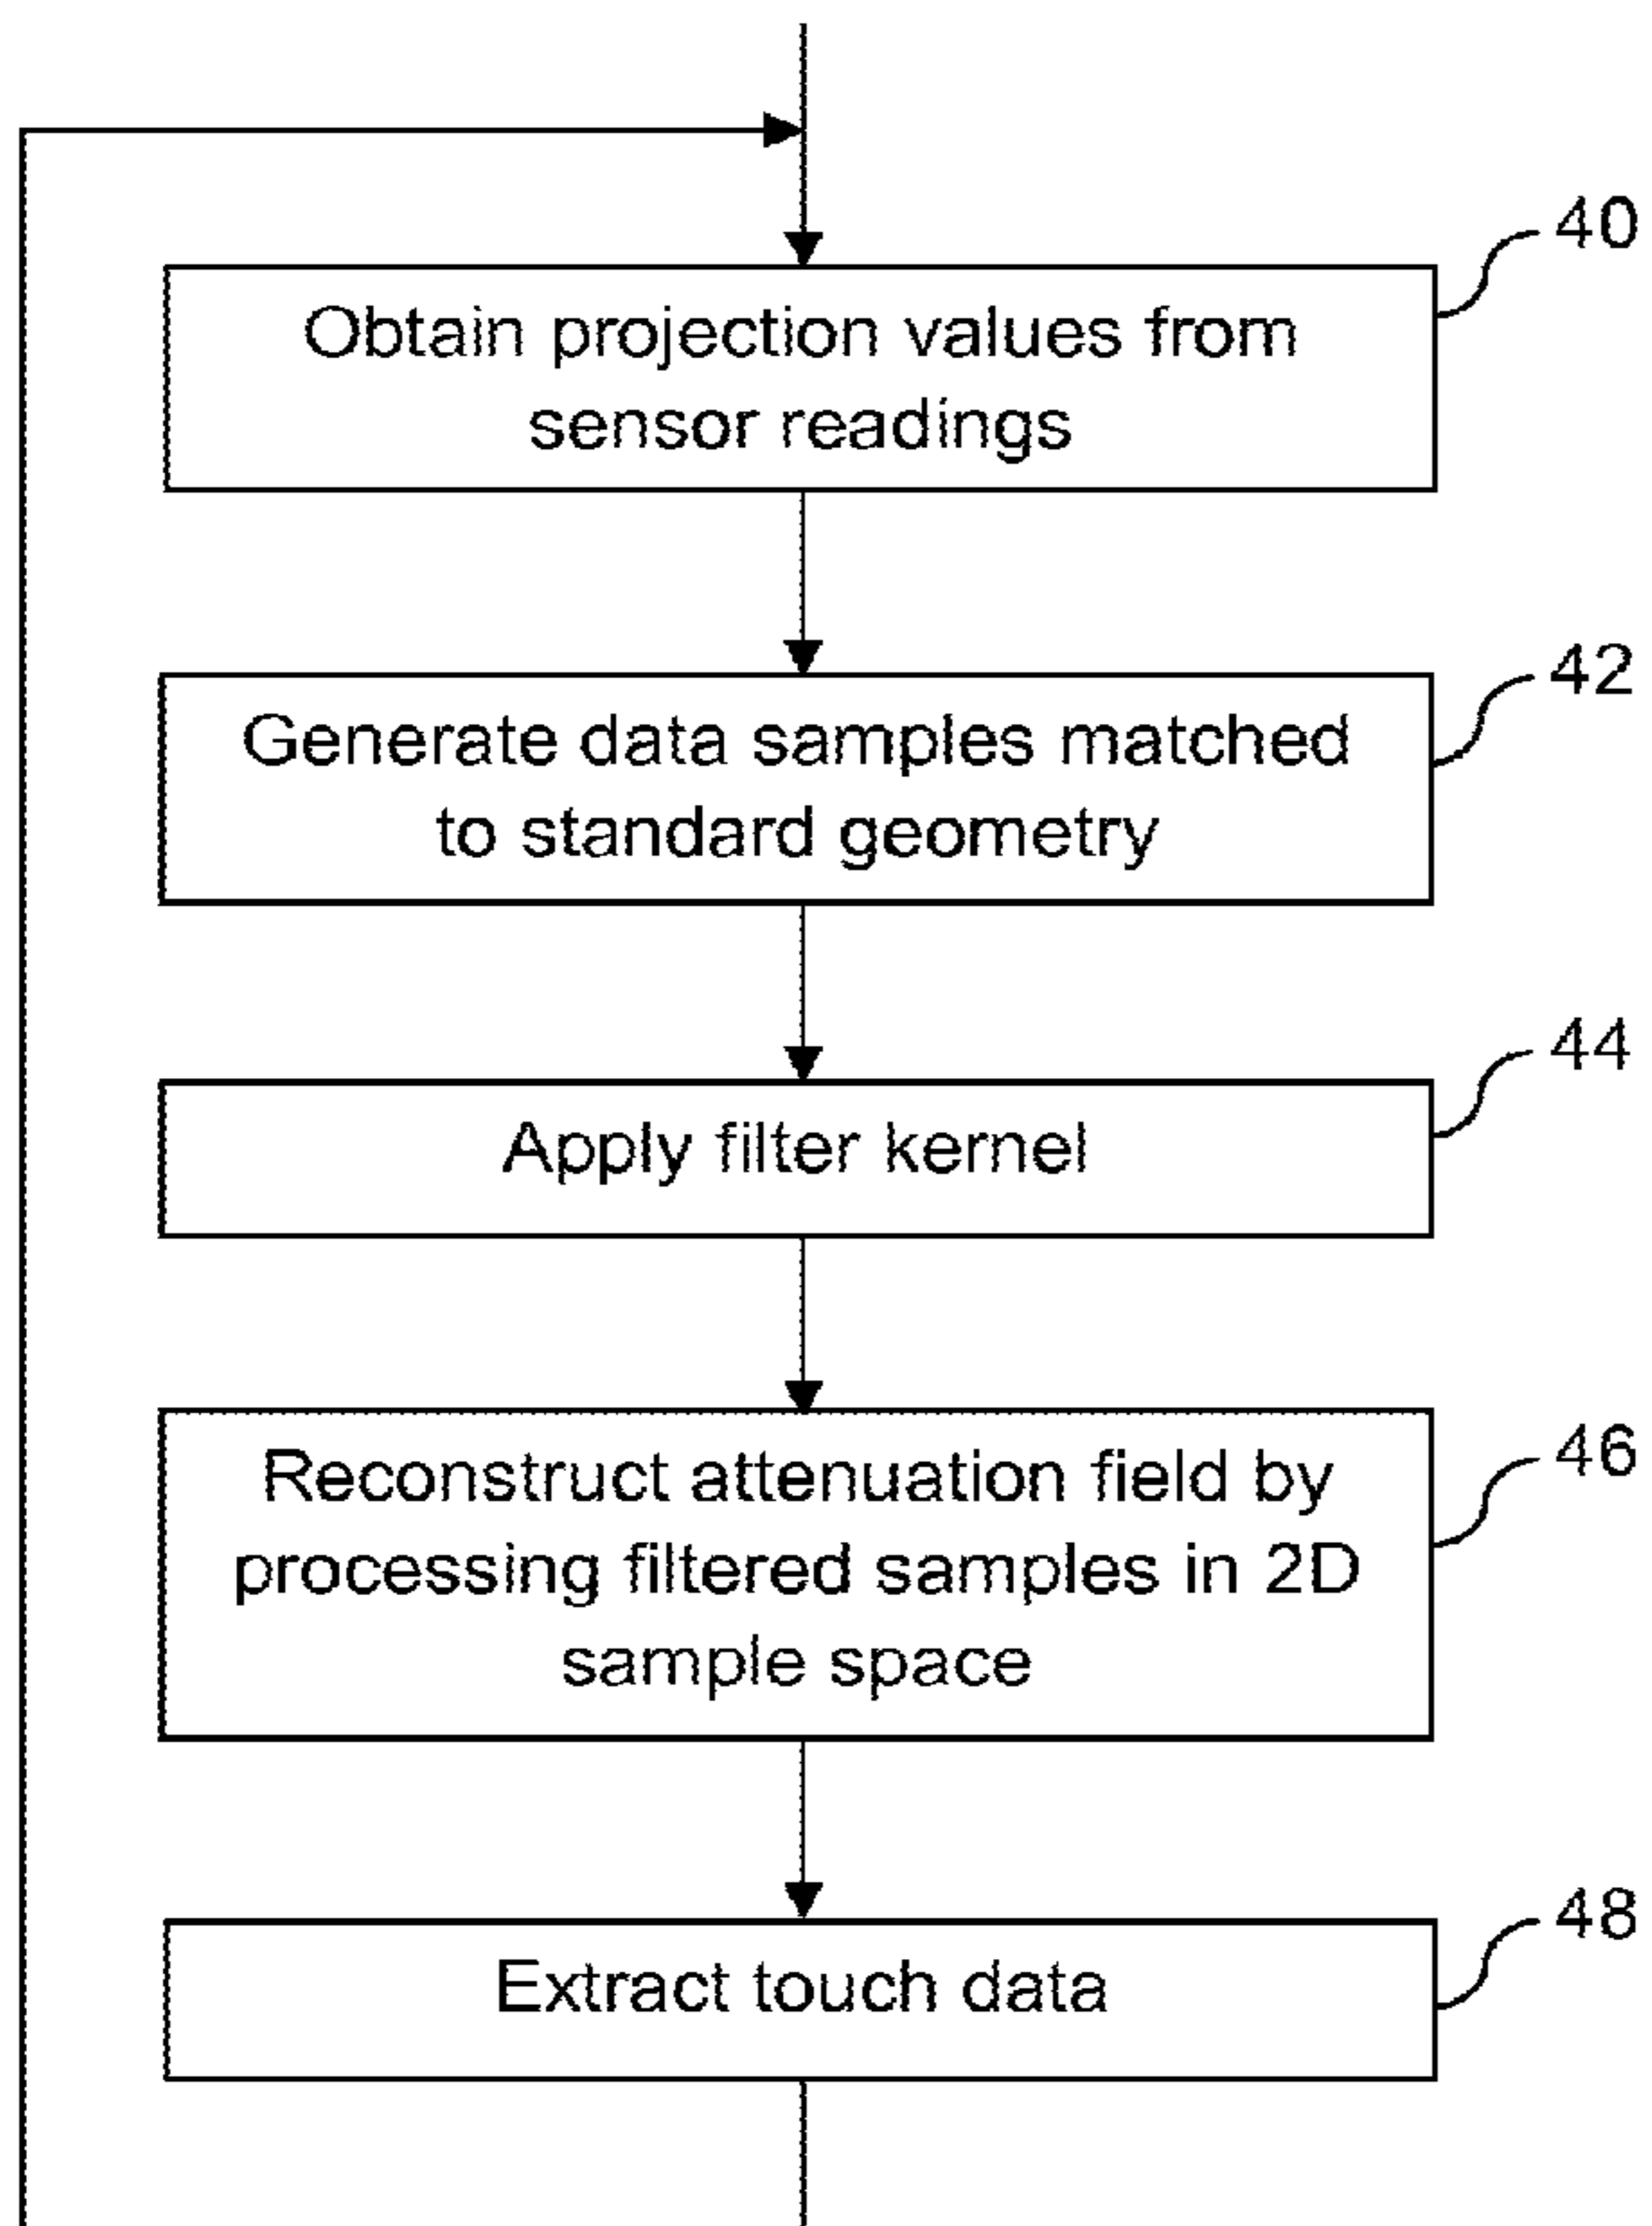 40
Obtain projection values from
sensor readings
42
Generate data samples matched
to standard geometry
44
Apply filter kernel
46
Reconstruct attenuation field by
processing filtered samples in 2D
sample space
48
Extract touch data